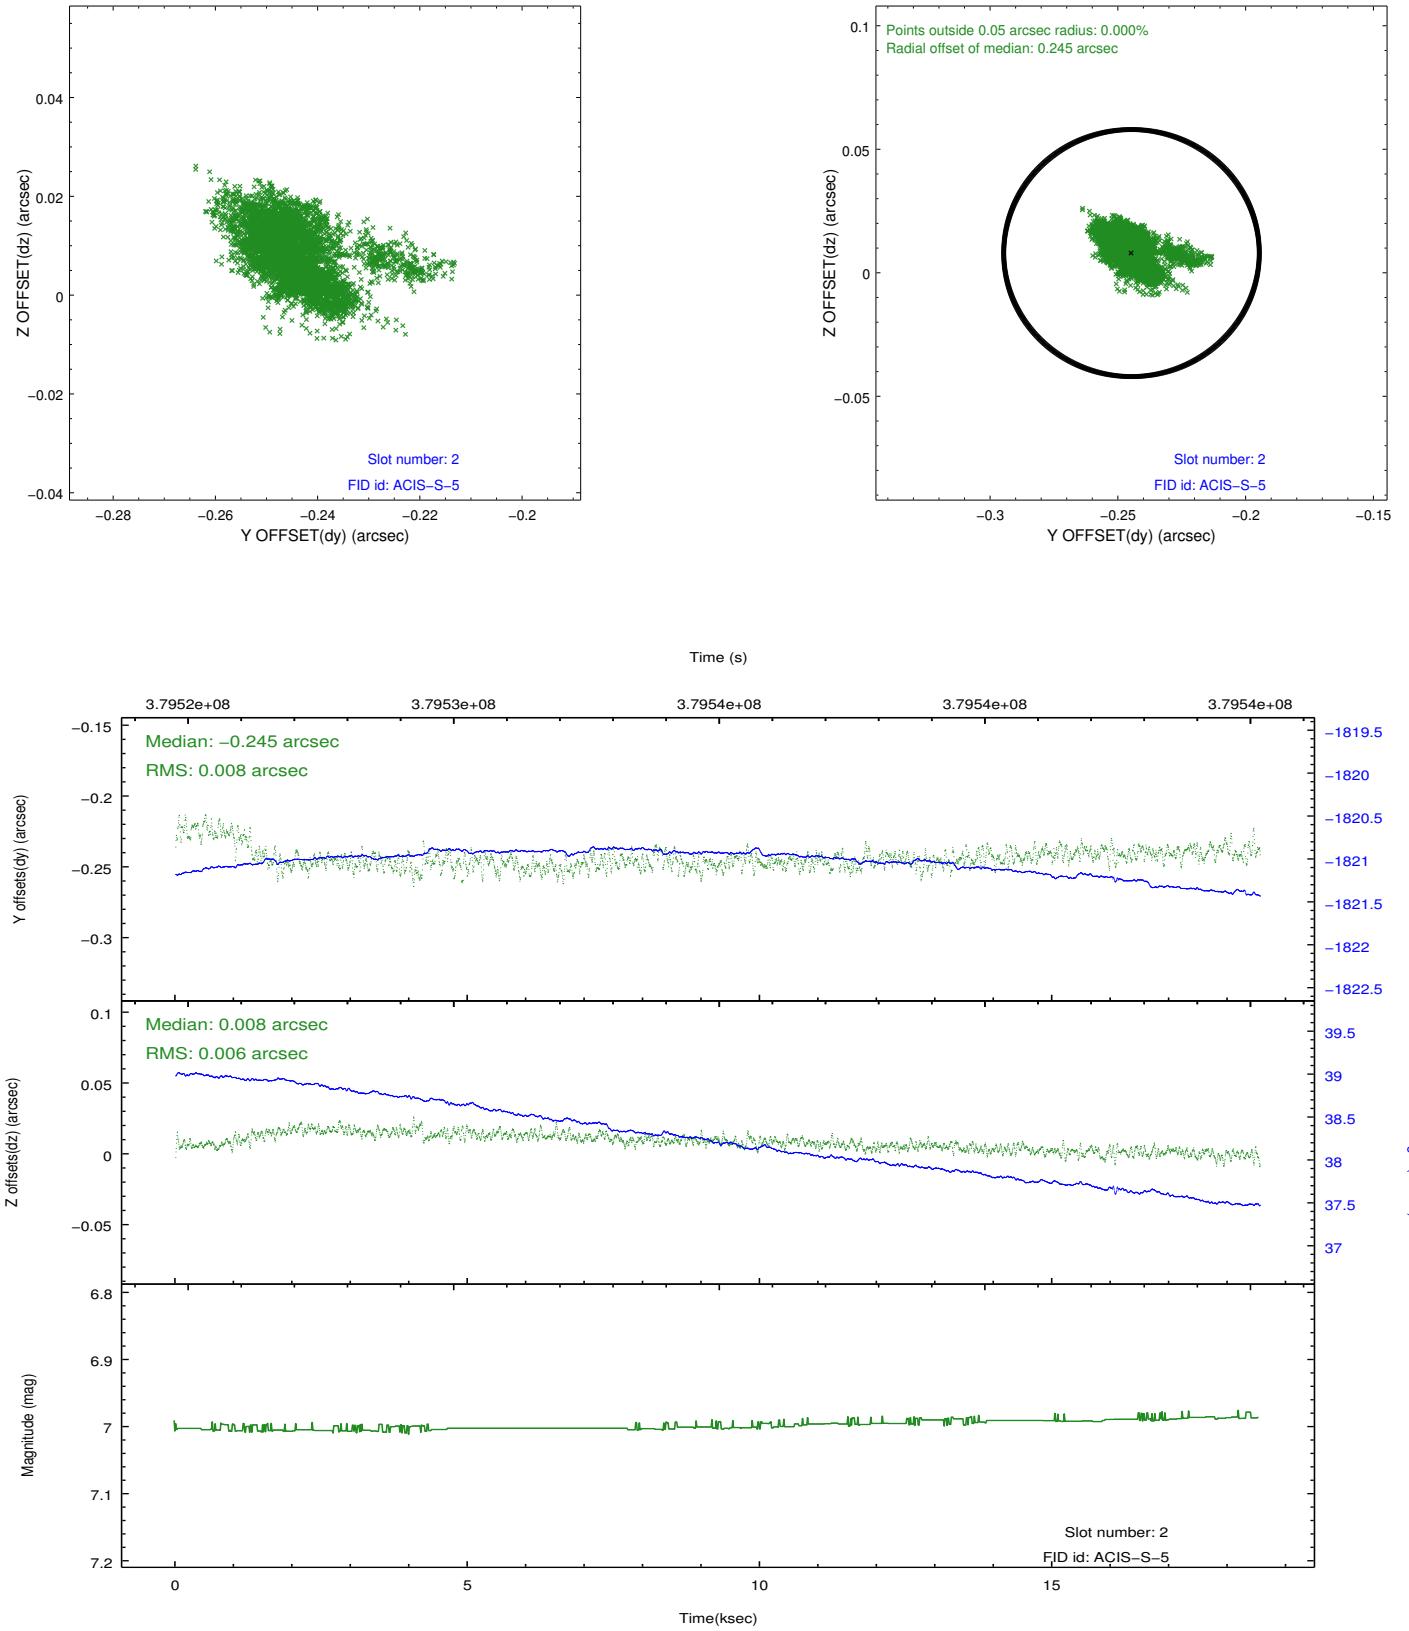 0.04
0.02
0
−0.02
−0.04
Z OFFSET(dz) (arcsec)
Slot number: 2
FID id: ACIS−S−5
−0.28
−0.26
−0.24
−0.22
−0.2
Y OFFSET(dy) (arcsec)
Points outside 0.05 arcsec radius: 0.000%
Radial offset of median: 0.245 arcsec
0.1
0.05
0
−0.05
Z OFFSET(dz) (arcsec)
Slot number: 2
FID id: ACIS−S−5
−0.3
−0.25
−0.2
−0.15
Y OFFSET(dy) (arcsec)
Time (s)
3.7952e+08
3.7953e+08
3.7954e+08
3.7954e+08
3.7954e+08
Median: −0.245 arcsec
RMS: 0.008 arcsec
−0.15
−0.2
−0.25
−0.3
Y offsets(dy) (arcsec)
−1819.5
−1820
−1820.5
−1821
−1821.5
−1822
−1822.5
Median: 0.008 arcsec
RMS: 0.006 arcsec
0.1
0.05
0
−0.05
Z offsets(dz) (arcsec)
39.5
39
38.5
38
37.5
37
6.8
6.9
7
7.1
7.2
Magnitude (mag)
Slot number: 2
FID id: ACIS−S−5
0
5
10
15
Time(ksec)